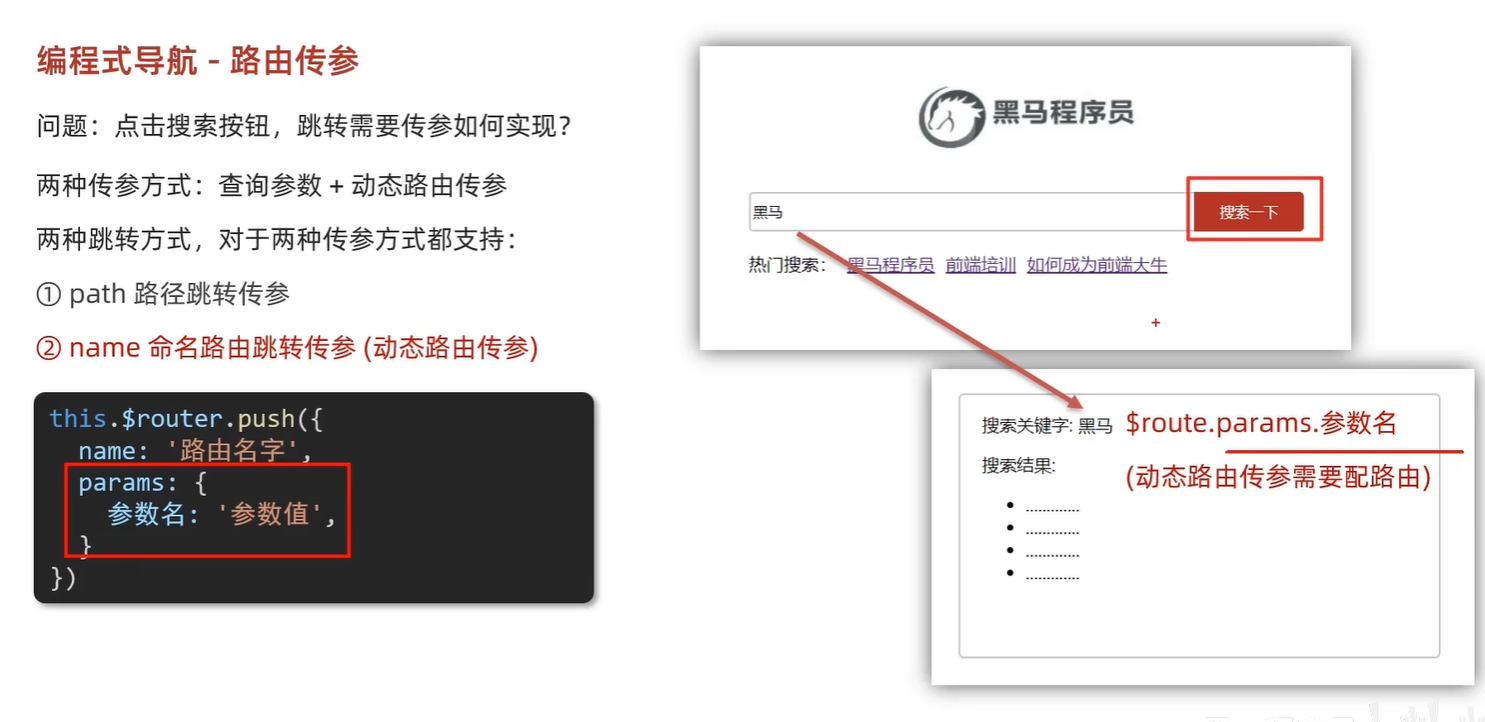 编程式导航 - 路由传参
问题：点击搜索按钮，跳转需要传参如何实现？
两种传参方式：查询参数 + 动态路由传参
两种跳转方式，对于两种传参方式都支持：
① path 路径跳转传参
② name 命名路由跳转传参 (动态路由传参)
this.$router.push({
name: '路由名字',
params: {
参数名: '参数值',
}
})
黑马程序员
黑马
搜索一下
热门搜索：
黑马程序员 前端培训 如何成为前端大牛
+
搜索关键字: 黑马 $route.params.参数名
搜索结果:
(动态路由传参需要配路由)
.............
.............
.............
.............